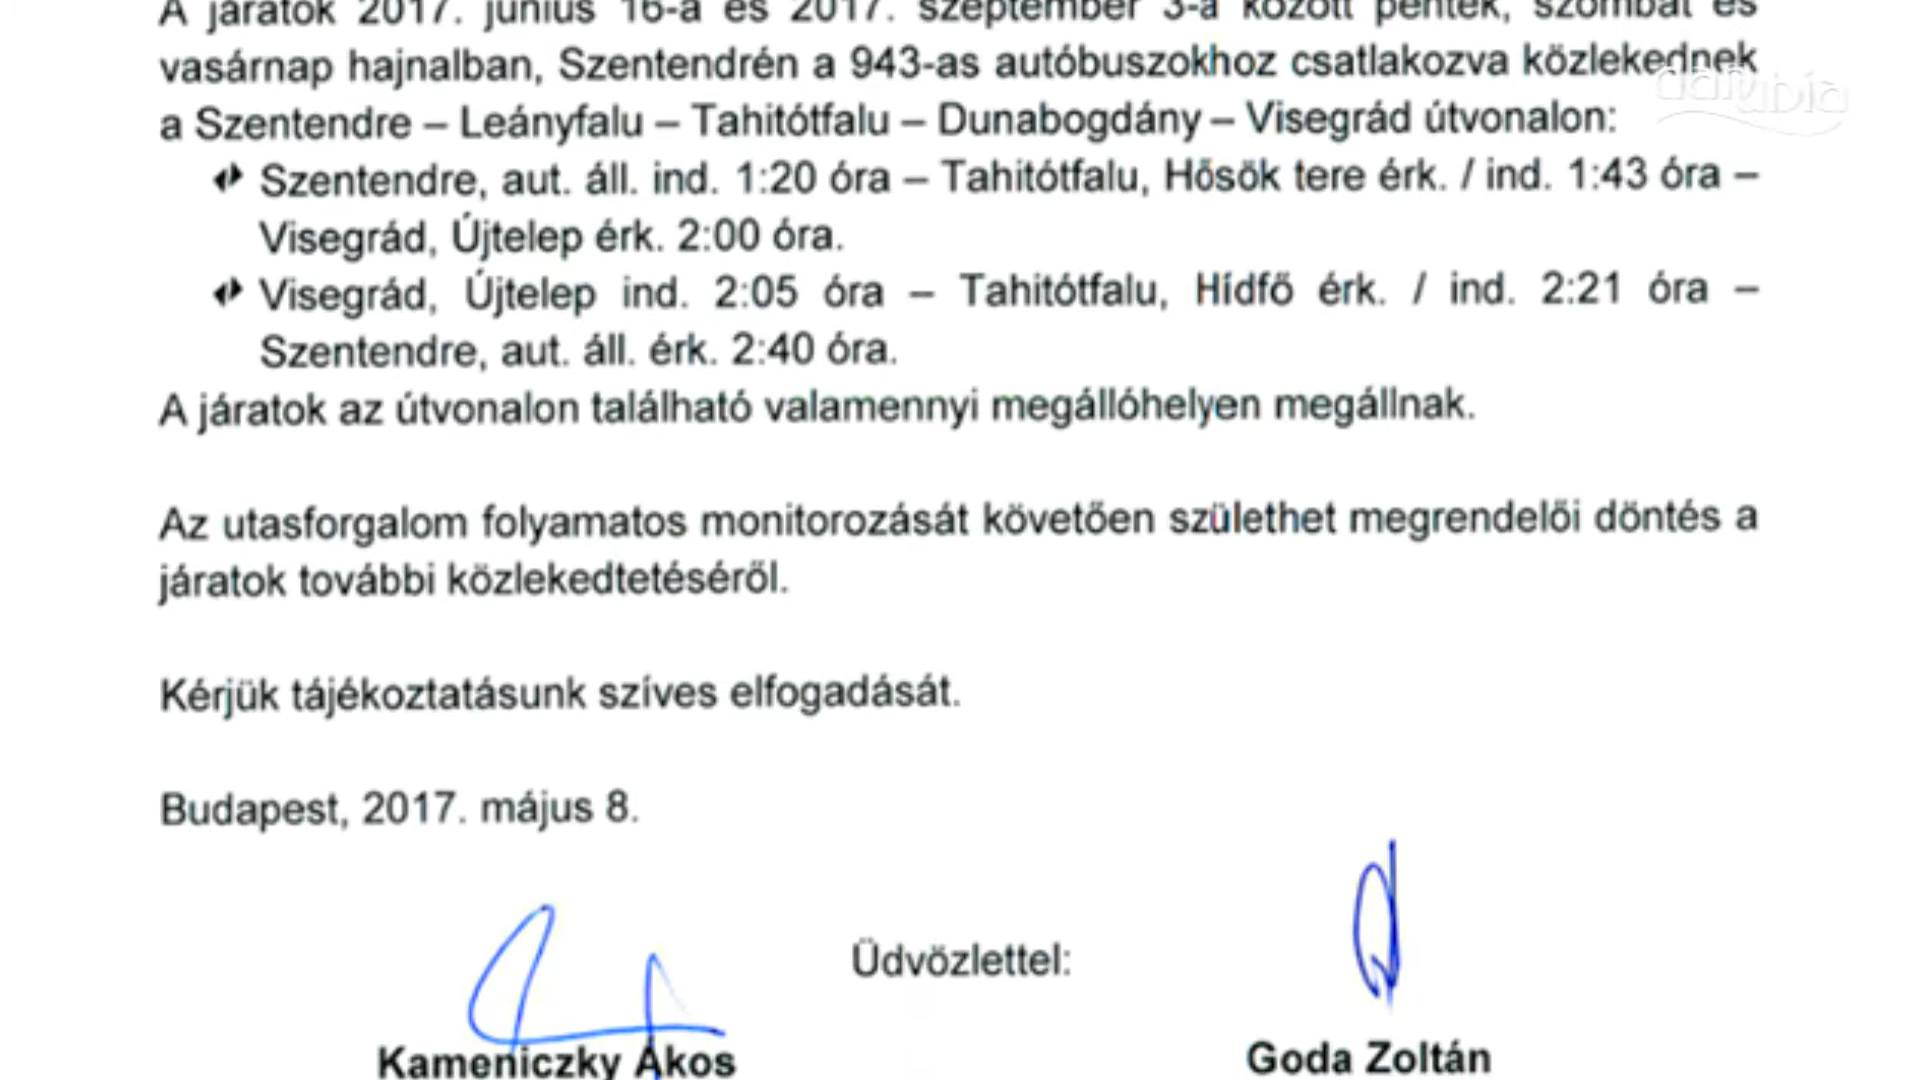 A járatok 2017. június 16-a és 2017. szeptember 3-a között péntek, szombat és
vasárnap hajnalban, Szentendrén a 943-as autóbuszokhoz csatlakozva közlekednek
a Szentendre – Leányfalu – Tahitótfalu – Dunabogdány – Visegrád útvonalon:
Szentendre, aut. áll. ind. 1:20 óra – Tahitótfalu, Hősök tere érk. / ind. 1:43 óra –
Visegrád, Újtelep érk. 2:00 óra.
Visegrád, Újtelep ind. 2:05 óra – Tahitótfalu, Hídfő érk. / ind. 2:21 óra –
Szentendre, aut. áll. érk. 2:40 óra.
A járatok az útvonalon található valamennyi megállóhelyen megállnak.
Az utasforgalom folyamatos monitorozását követően születhet megrendelői döntés a
járatok további közlekedtetéséről.
Kérjük tájékoztatásunk szíves elfogadását.
Budapest, 2017. május 8.
Üdvözlettel:
Kameniczky Ákos
Goda Zoltán
danubia